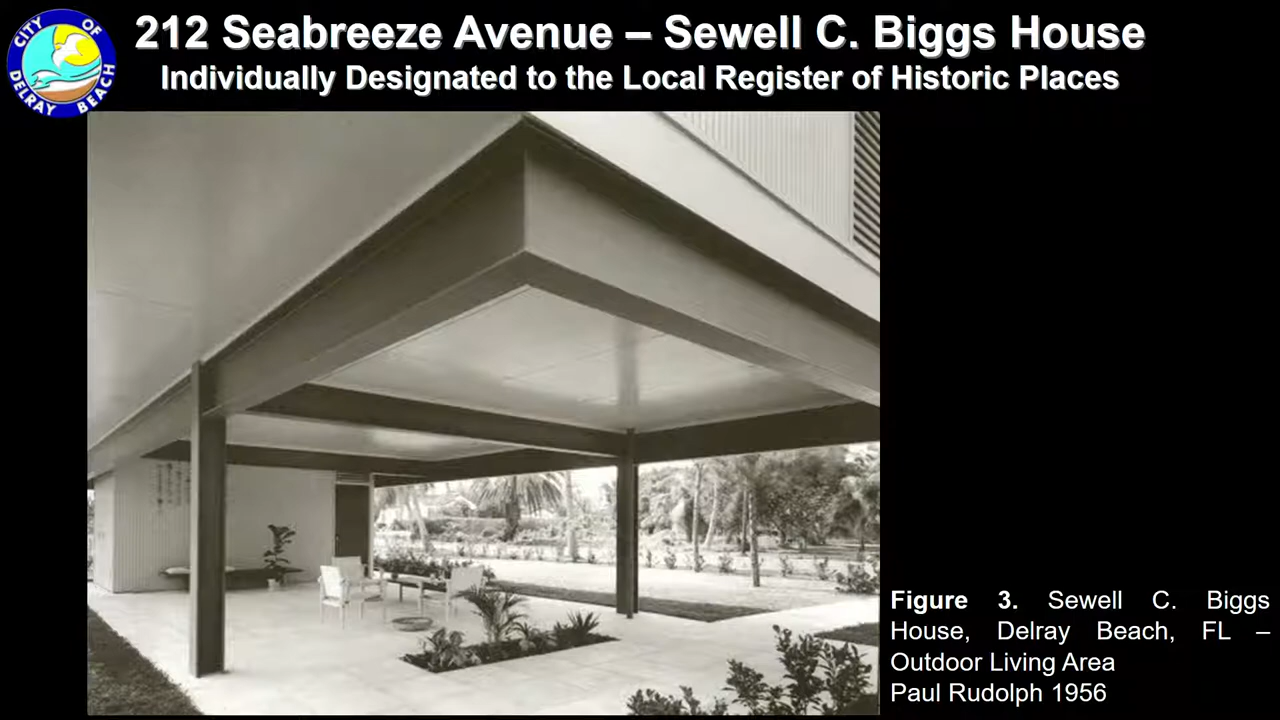 CITY OF
DELRAY BEACH
212 Seabreeze Avenue – Sewell C. Biggs House
Individually Designated to the Local Register of Historic Places
Figure 3. Sewell C. Biggs
House, Delray Beach, FL –
Outdoor Living Area
Paul Rudolph 1956